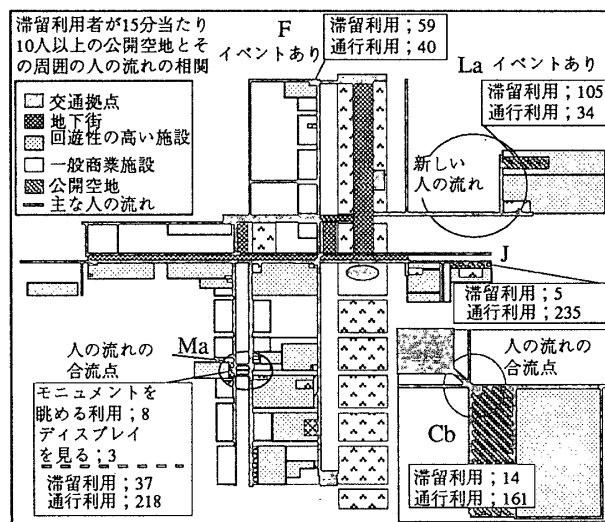 滞留利用者が15分当たり
10人以上の公開空地とそ
の周囲の人の流れの相関
交通拠点
地下街
回遊性の高い施設
一般商業施設
公開空地
主な人の流れ
F
イベントあり
滞留利用；59
通行利用；40
La イベントあり
滞留利用；105
通行利用；34
新しい
人の流れ
J
滞留利用；5
通行利用；235
人の流れの
合流点
Ma
モニュメントを
眺める利用；8
ディスプレイ
を見る；3
滞留利用；37
通行利用；218
人の流れの
合流点
Cb
滞留利用；14
通行利用；161